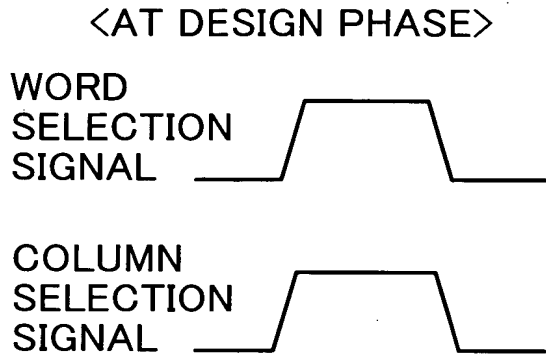 <AT DESIGN PHASE>
WORD
SELECTION
SIGNAL
COLUMN
SELECTION
SIGNAL